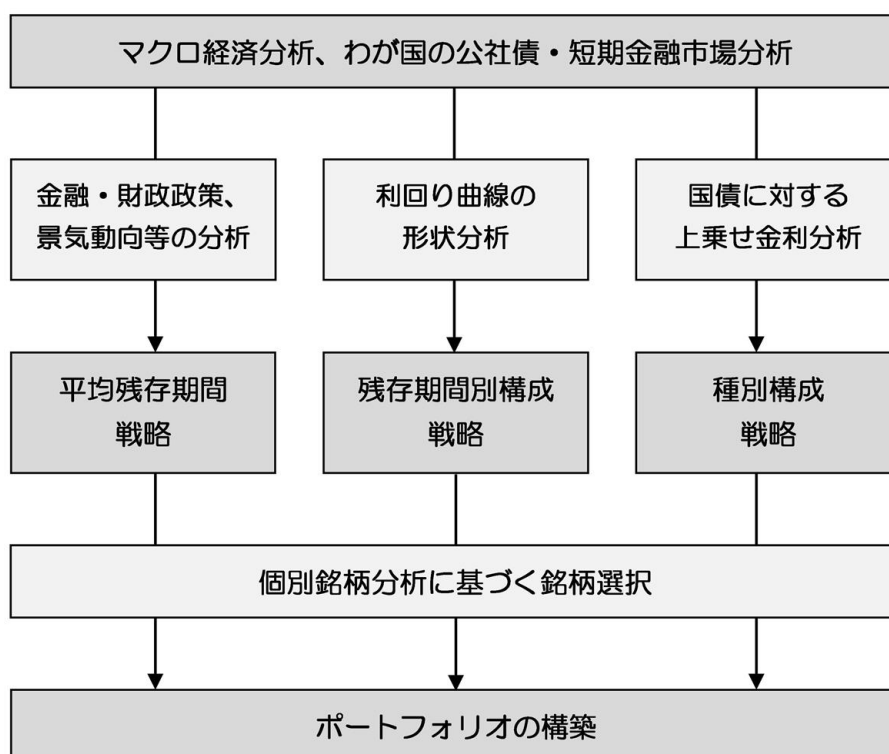 マクロ経済分析、わが国の公社債・短期金融市場分析
金融・財政政策、
景気動向等の分析
利回り曲線の
形状分析
国債に対する
上乗せ金利分析
平均残存期間
戦略
残存期間別構成
戦略
種別構成
戦略
個別銘柄分析に基づく銘柄選択
ポートフォリオの構築